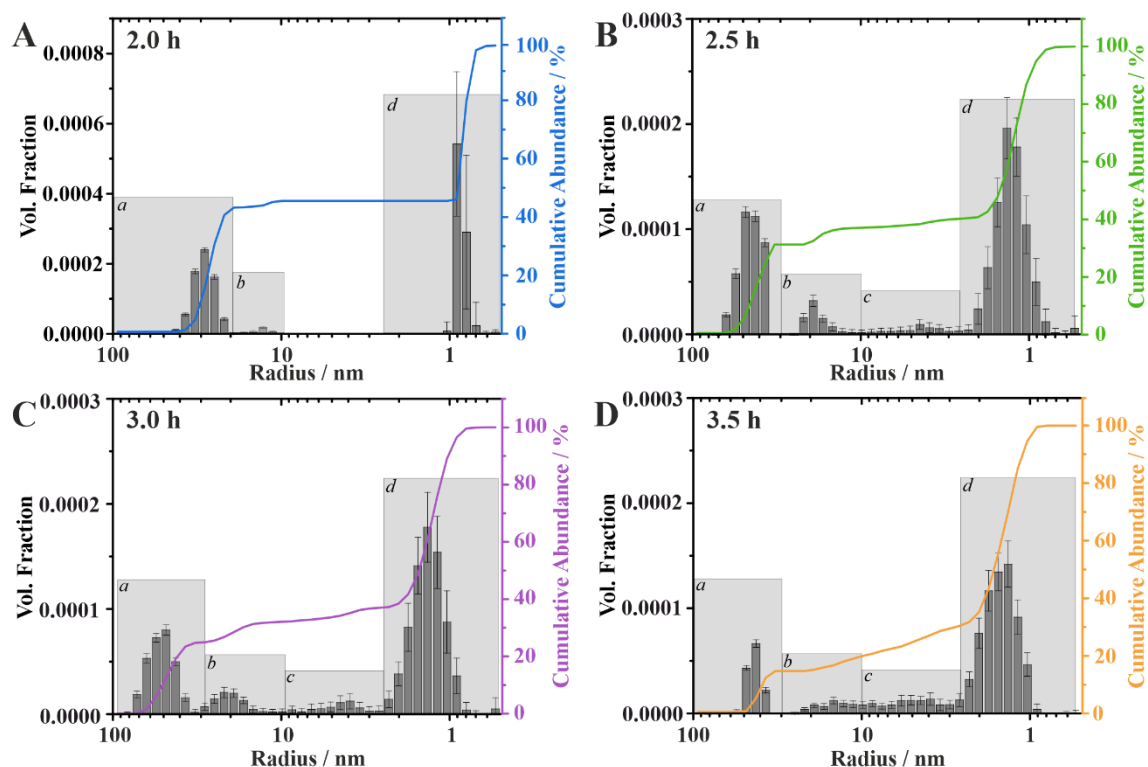 A
2.0 h
Vol. Fraction
0.0008
0.0006
0.0004
0.0002
0.0000
a
b
d
100
10
1
Radius / nm
100
80
60
40
20
0
Cumulative Abundance / %
B
2.5 h
Vol. Fraction
0.0003
0.0002
0.0001
0.0000
a
b
c
d
100
10
1
Radius / nm
100
80
60
40
20
0
Cumulative Abundance / %
C
3.0 h
Vol. Fraction
0.0003
0.0002
0.0001
0.0000
a
b
c
d
100
10
1
Radius / nm
100
80
60
40
20
0
Cumulative Abundance / %
D
3.5 h
Vol. Fraction
0.0003
0.0002
0.0001
0.0000
a
b
c
d
100
10
1
Radius / nm
100
80
60
40
20
0
Cumulative Abundance / %